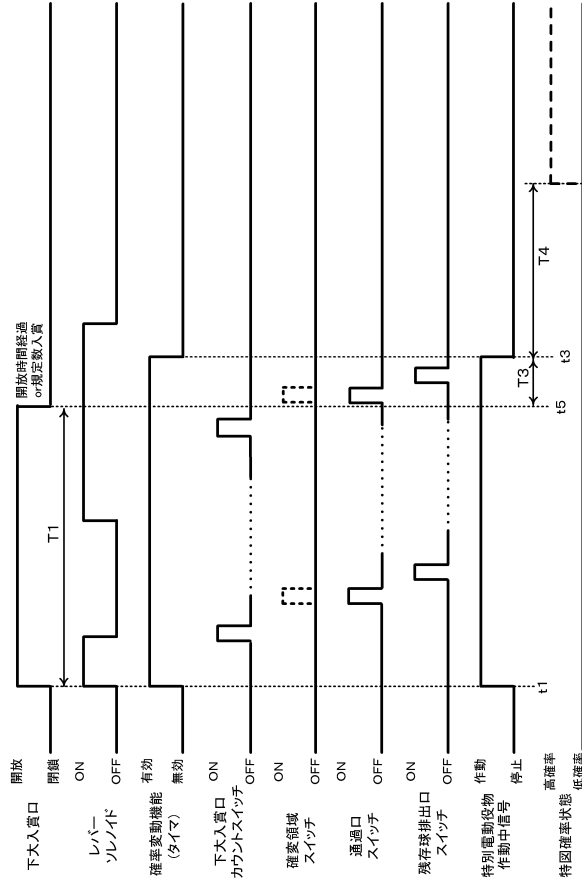 下大入賞口
開放
閉鎖
開放時間経過
or規定数入賞
T1
レバー
ソレノイド
ON
OFF
確率変動機能
(タイマ)
有効
無効
下大入賞口
カウントスイッチ
ON
OFF
確変領域
スイッチ
ON
OFF
通過口
スイッチ
ON
OFF
残存球排出口
スイッチ
ON
OFF
特別電動役物
作動中信号
作動
停止
t1
t5
T3
t3
T4
特図確率状態
高確率
低確率